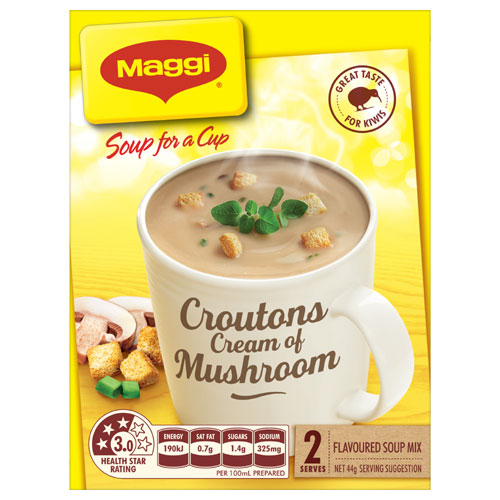 Maggi®
GREAT TASTE
FOR KIWIS
Soup for a Cup
Croutons
Cream of
Mushroom
3.0
HEALTH STAR
RATING
ENERGY
190kJ
SAT FAT
0.7g
SUGARS
1.4g
SODIUM
325mg
PER 100mL PREPARED
2
SERVES
FLAVOURED SOUP MIX
NET 44g SERVING SUGGESTION